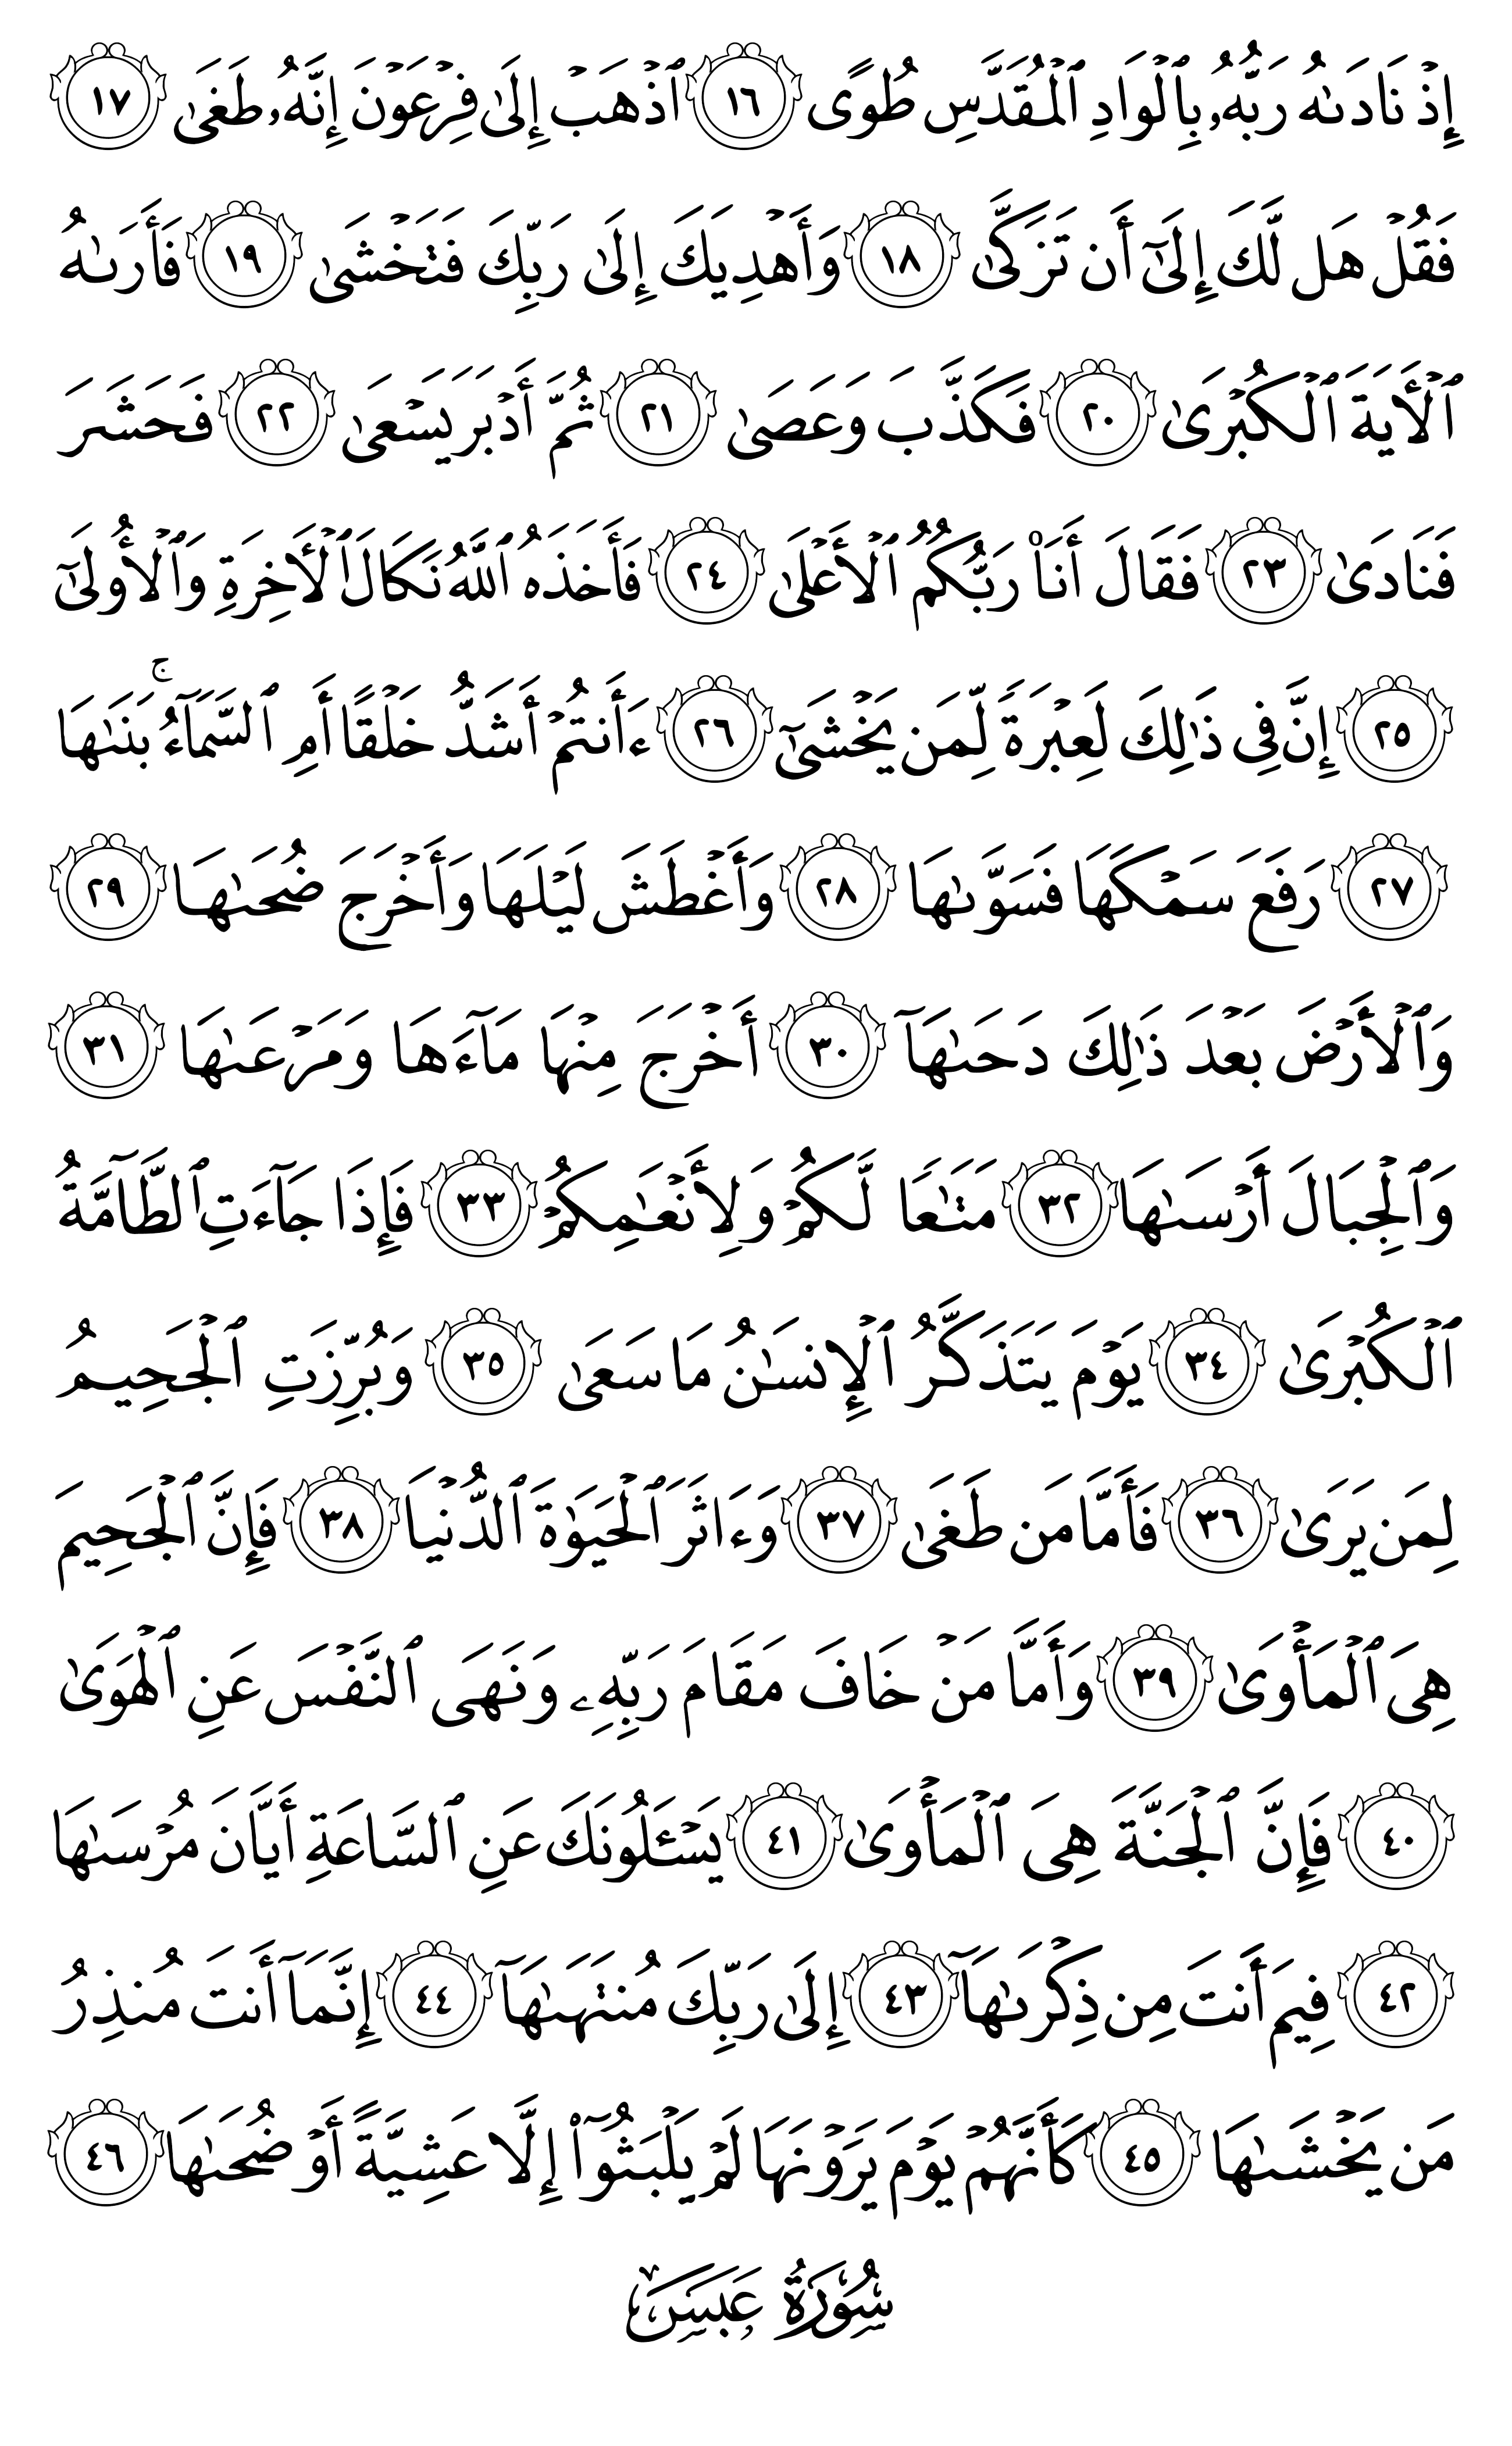 إِذْ نَادَىٰهُ رَبُّهُۥ بِٱلْوَادِ ٱلْمُقَدَّسِ طُوًى ١٦ ٱذْهَبْ إِلَىٰ فِرْعَوْنَ إِنَّهُۥ طَغَىٰ ١٧
فَقُلْ هَل لَّكَ إِلَىٰٓ أَن تَزَكَّىٰ ١٨ وَأَهْدِيَكَ إِلَىٰ رَبِّكَ فَتَخْشَىٰ ١٩ فَأَرَىٰهُ
ٱلْـَٔايَةَ ٱلْكُبْرَىٰ ٢٠ فَكَذَّبَ وَعَصَىٰ ٢١ ثُمَّ أَدْبَرَ يَسْعَىٰ ٢٢ فَحَشَرَ
فَنَادَىٰ ٢٣ فَقَالَ أَنَا۠ رَبُّكُمُ ٱلْأَعْلَىٰ ٢٤ فَأَخَذَهُ ٱللَّهُ نَكَالَ ٱلْـَٔاخِرَةِ وَٱلْأُولَىٰٓ
٢٥ إِنَّ فِى ذَٰلِكَ لَعِبْرَةً لِّمَن يَخْشَىٰٓ ٢٦ ءَأَنتُمْ أَشَدُّ خَلْقًا أَمِ ٱلسَّمَآءُ ۚ بَنَىٰهَا
٢٧ رَفَعَ سَمْكَهَا فَسَوَّىٰهَا ٢٨ وَأَغْطَشَ لَيْلَهَا وَأَخْرَجَ ضُحَىٰهَا ٢٩
وَٱلْأَرْضَ بَعْدَ ذَٰلِكَ دَحَىٰهَآ ٣٠ أَخْرَجَ مِنْهَا مَآءَهَا وَمَرْعَىٰهَا ٣١
وَٱلْجِبَالَ أَرْسَىٰهَا ٣٢ مَتَـٰعًا لَّكُمْ وَلِأَنْعَـٰمِكُمْ ٣٣ فَإِذَا جَآءَتِ ٱلطَّآمَّةُ
ٱلْكُبْرَىٰ ٣٤ يَوْمَ يَتَذَكَّرُ ٱلْإِنسَـٰنُ مَا سَعَىٰ ٣٥ وَبُرِّزَتِ ٱلْجَحِيمُ
لِمَن يَرَىٰ ٣٦ فَأَمَّا مَن طَغَىٰ ٣٧ وَءَاثَرَ ٱلْحَيَوٰةَ ٱلدُّنْيَا ٣٨ فَإِنَّ ٱلْجَحِيمَ
هِىَ ٱلْمَأْوَىٰ ٣٩ وَأَمَّا مَنْ خَافَ مَقَامَ رَبِّهِۦ وَنَهَى ٱلنَّفْسَ عَنِ ٱلْهَوَىٰ
٤٠ فَإِنَّ ٱلْجَنَّةَ هِىَ ٱلْمَأْوَىٰ ٤١ يَسْـَٔلُونَكَ عَنِ ٱلسَّاعَةِ أَيَّانَ مُرْسَىٰهَا
٤٢ فِيمَ أَنتَ مِن ذِكْرَىٰهَآ ٤٣ إِلَىٰ رَبِّكَ مُنتَهَىٰهَآ ٤٤ إِنَّمَآ أَنتَ مُنذِرُ
مَن يَخْشَىٰهَا ٤٥ كَأَنَّهُمْ يَوْمَ يَرَوْنَهَا لَمْ يَلْبَثُوٓا۟ إِلَّا عَشِيَّةً أَوْ ضُحَىٰهَا ٤٦
سُورَةُ عَبَسَ